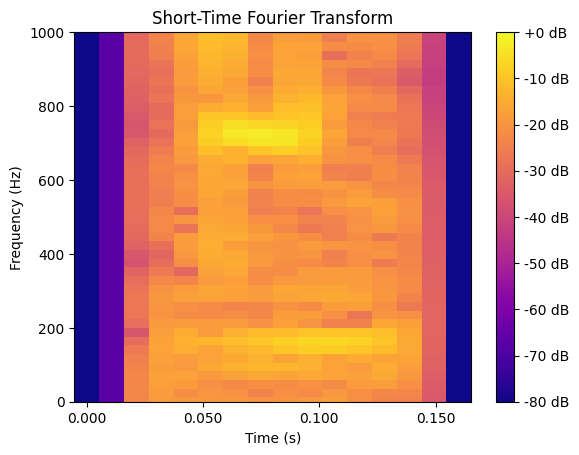 Short-Time Fourier Transform
1000
800
600
400
200
0
Frequency (Hz)
0.000
0.050
0.100
0.150
Time (s)
+0 dB
-10 dB
-20 dB
-30 dB
-40 dB
-50 dB
-60 dB
-70 dB
-80 dB